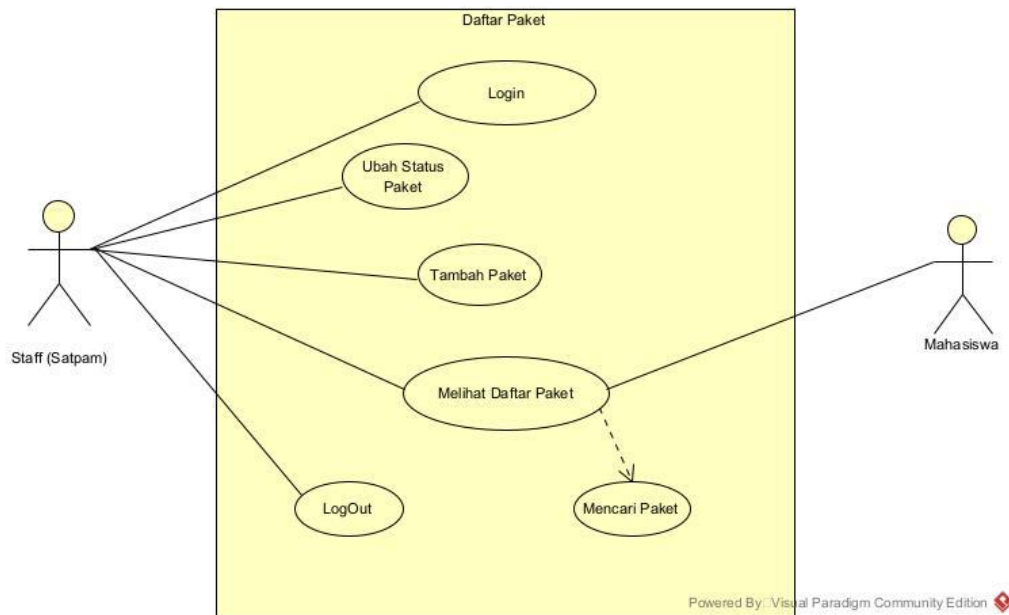 Daftar Paket
Login
Ubah Status
Paket
Tambah Paket
Staff (Satpam)
Mahasiswa
Melihat Daftar Paket
LogOut
Mencari Paket
Powered By Visual Paradigm Community Edition